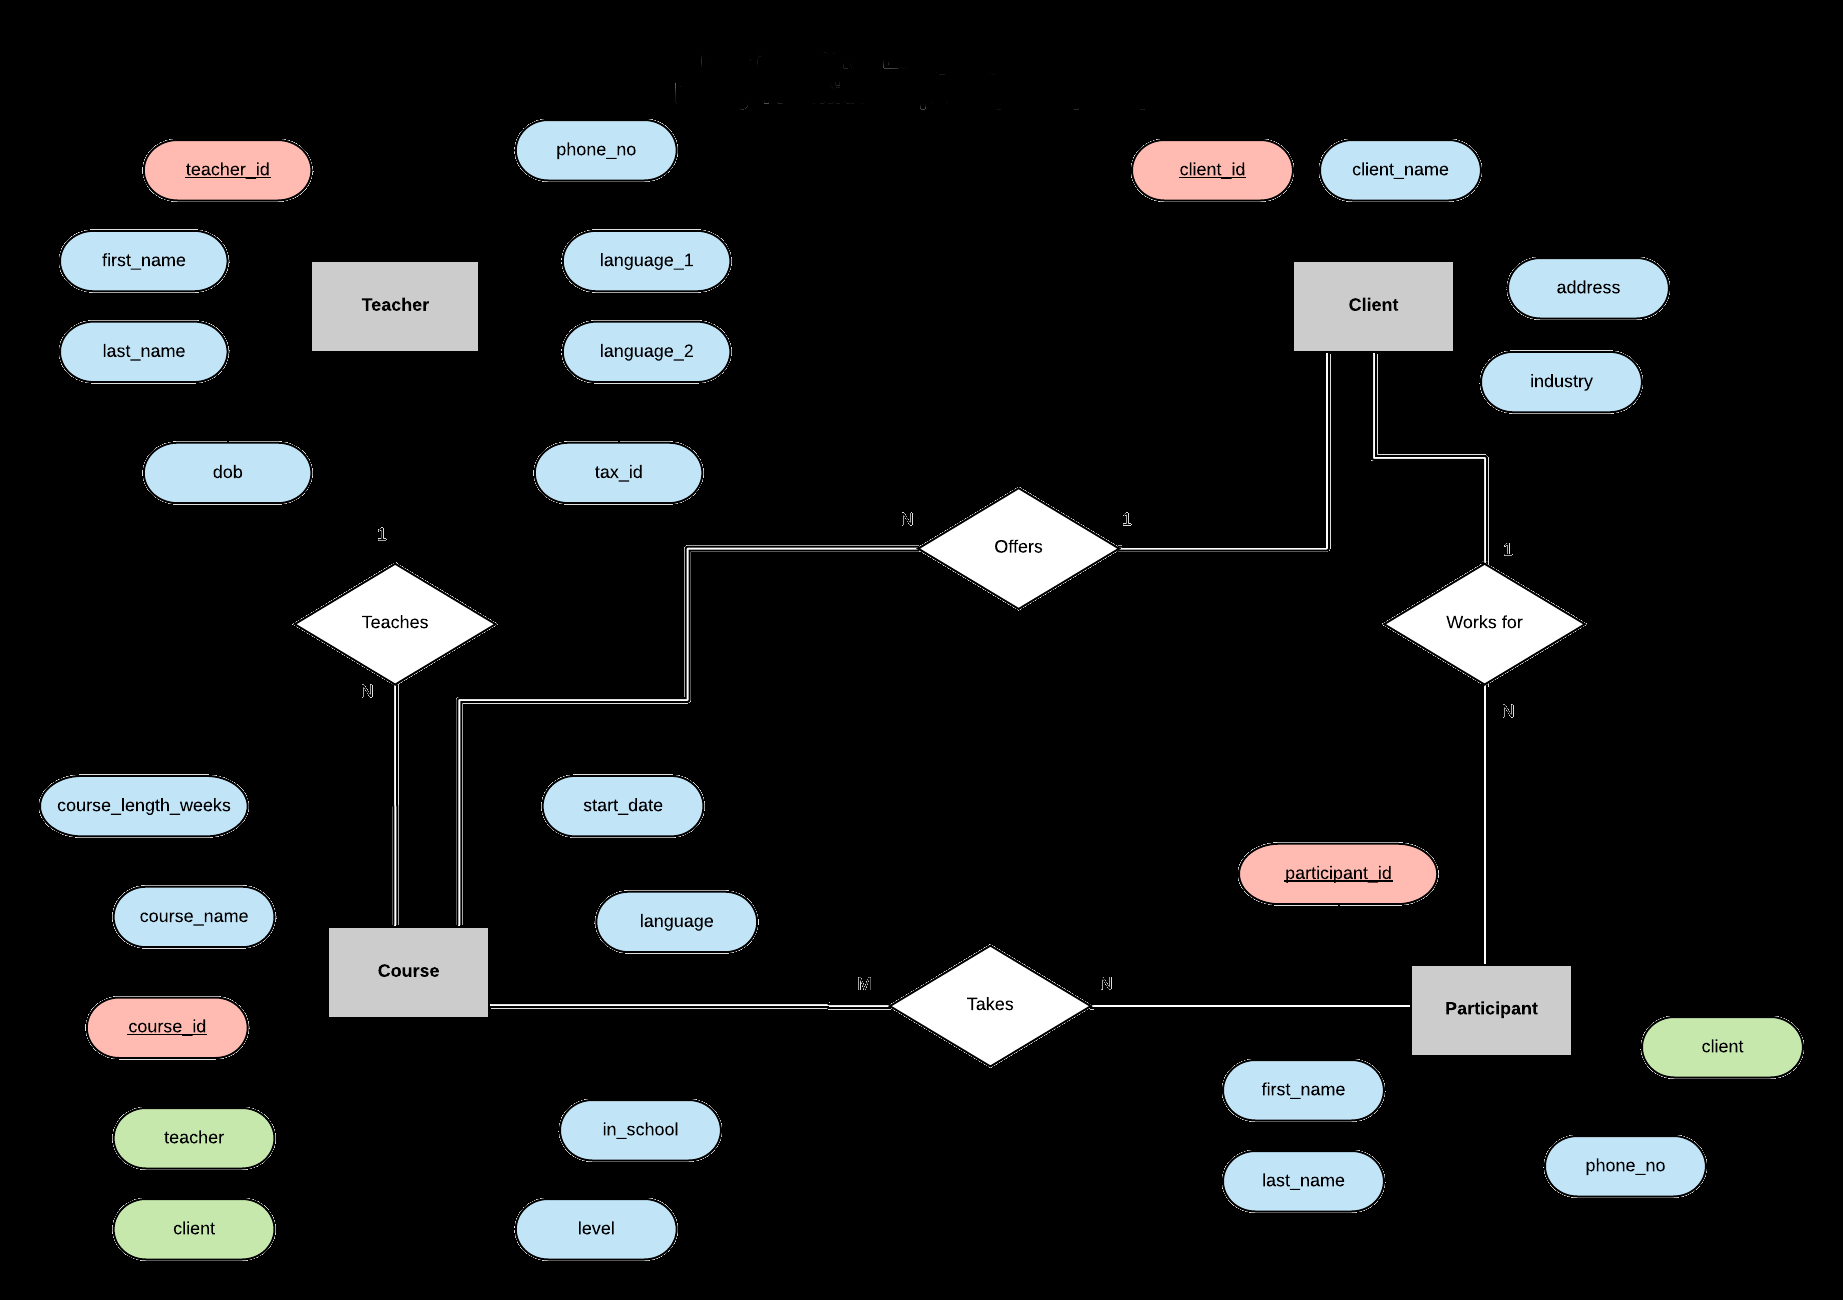 phone_no
teacher_id
client_id
client_name
first_name
language_1
address
Teacher
Client
last_name
language_2
industry
dob
tax_id
N
1
1
Offers
1
Teaches
Works for
N
N
course_length_weeks
start_date
participant_id
course_name
language
Course
M
N
Takes
Participant
course_id
client
first_name
teacher
in_school
phone_no
last_name
client
level